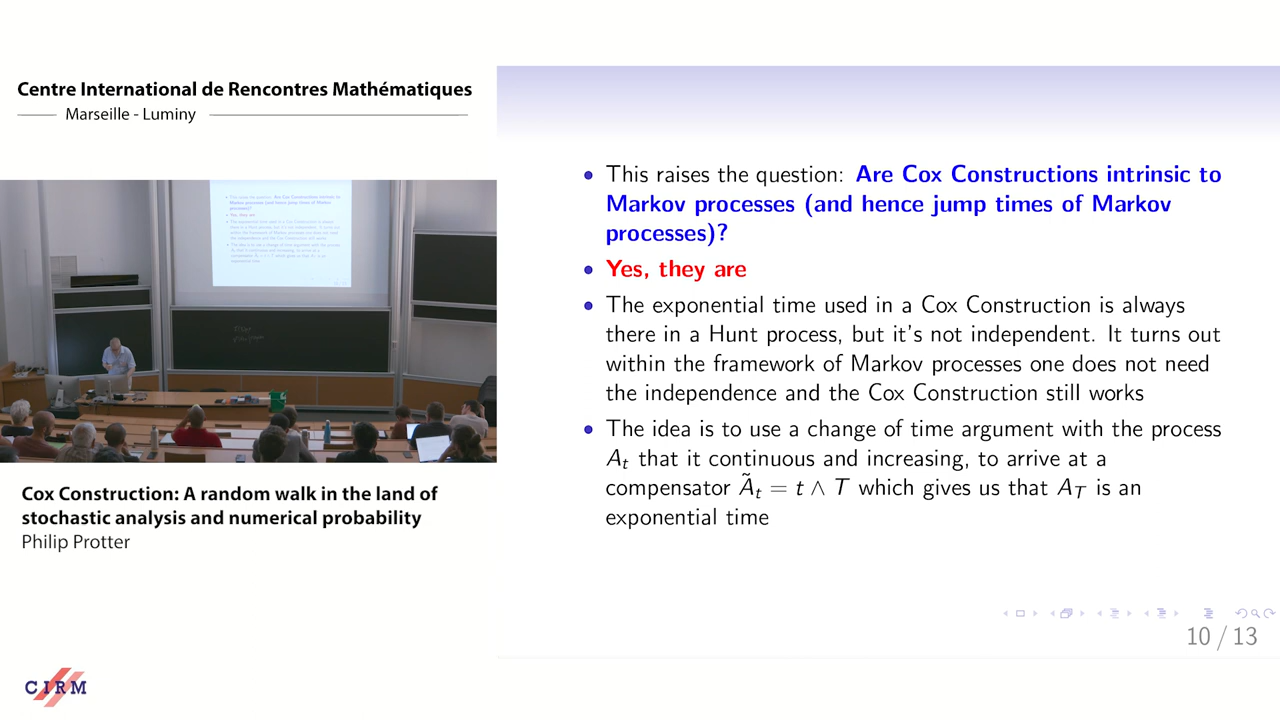 Centre International de Rencontres Mathématiques
Marseille - Luminy
Cox Construction: A random walk in the land of
stochastic analysis and numerical probability
Philip Protter
CIRM
This raises the question: Are Cox Constructions intrinsic to
Markov processes (and hence jump times of Markov
processes)?
Yes, they are
The exponential time used in a Cox Construction is always
there in a Hunt process, but it's not independent. It turns out
within the framework of Markov processes one does not need
the independence and the Cox Construction still works
The idea is to use a change of time argument with the process
Aₜ that it continuous and increasing, to arrive at a
compensator Ãₜ = t ∧ T which gives us that A_T is an
exponential time
10 / 13